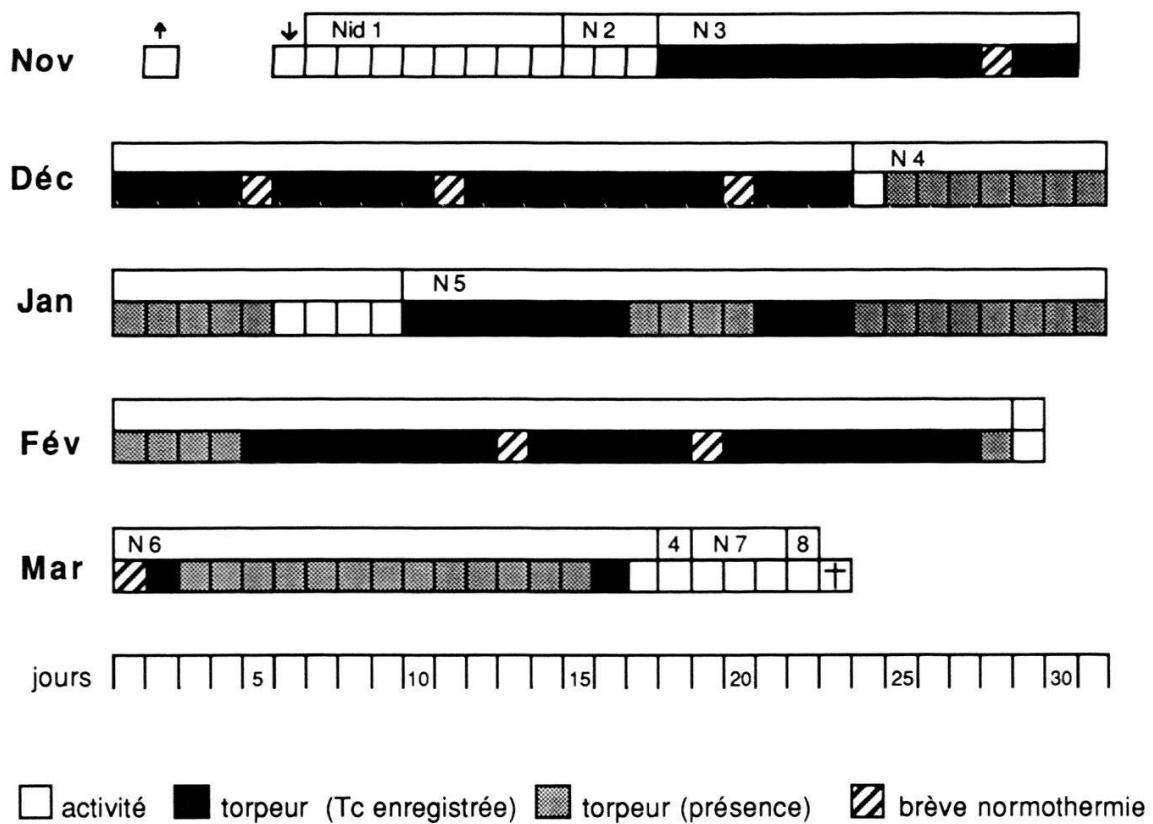 ↑ ↓ Nid 1 N 2 N 3
Nov
Déc N 4
Jan N 5
Fév
Mar N 6 4 N 7 8 †
jours 5 10 15 20 25 30
activité torpeur (Tc enregistrée) torpeur (présence) brève normothermie